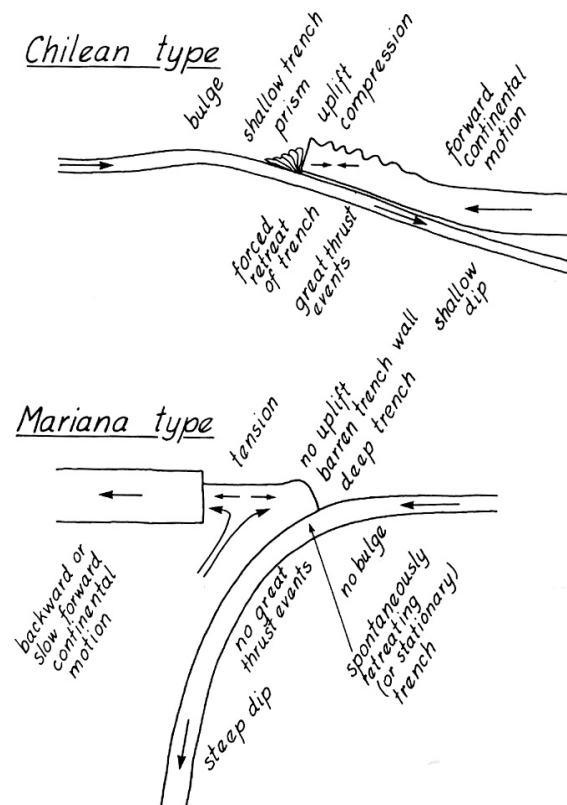 Chilean type
bulge
shallow trench
prism
uplift
compression
forward
continental
motion
forced
retreat
of trench
great thrust
events
shallow
dip
Mariana type
tension
no uplift
barren trench wall
deep trench
backward or
slow forward
continental
motion
no great
thrust events
no bulge
spontaneously
retreating
(or stationary)
trench
steep dip